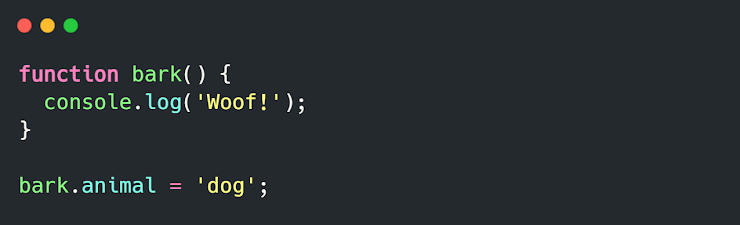 function bark() {
  console.log('Woof!');
}

bark.animal = 'dog';